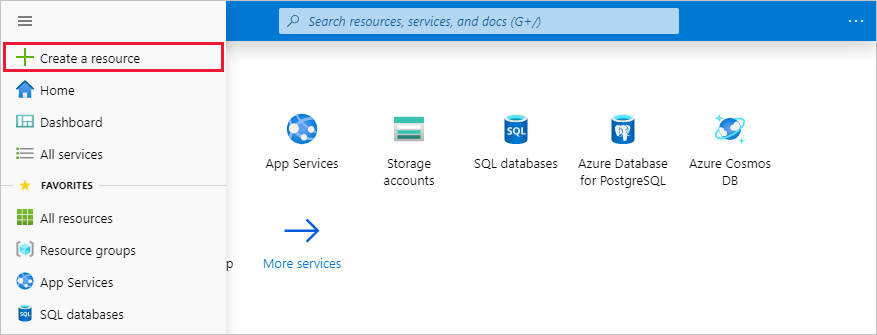 Search resources, services, and docs (G+/)
Create a resource
Home
Dashboard
All services
FAVORITES
All resources
Resource groups
App Services
SQL databases
App Services
Storage
accounts
SQL databases
Azure Database
for PostgreSQL
Azure Cosmos
DB
p
More services